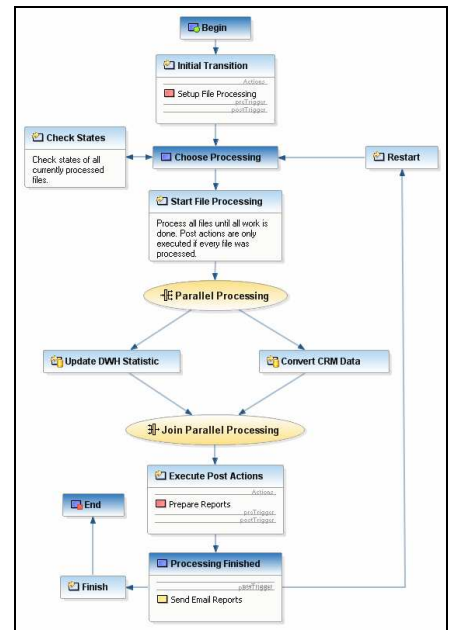 Begin
Initial Transition
Actions
Setup File Processing
preTrigger
postTrigger
Check States
Check states of all
currently processed
files.
Choose Processing
Restart
Start File Processing
Process all files until all work is
done. Post actions are only
executed if every file was
processed.
Parallel Processing
Update DWH Statistic
Convert CRM Data
Join Parallel Processing
Execute Post Actions
Actions
Prepare Reports
preTrigger
postTrigger
End
Processing Finished
Finish
Send Email Reports